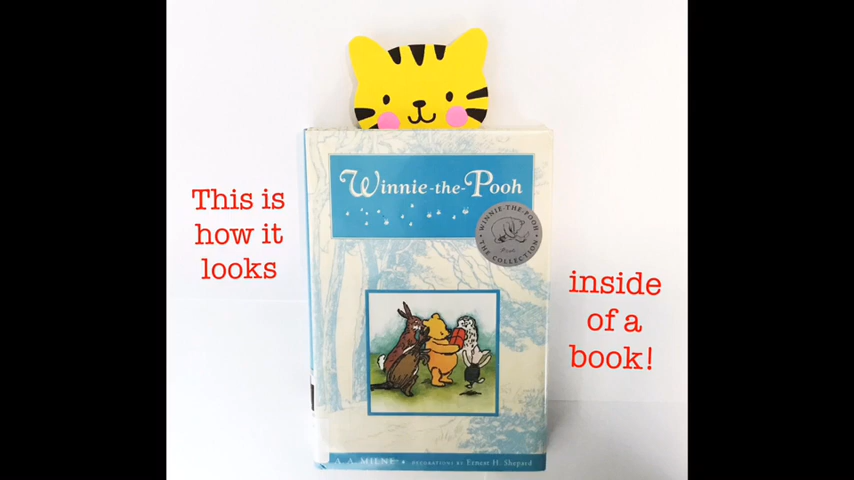 This is
how it
looks
Winnie-the-Pooh
WINNIE-THE-POOH
THE COLLECTION
inside
of a
book!
A. A. MILNE • DECORATIONS BY Ernest H. Shepard